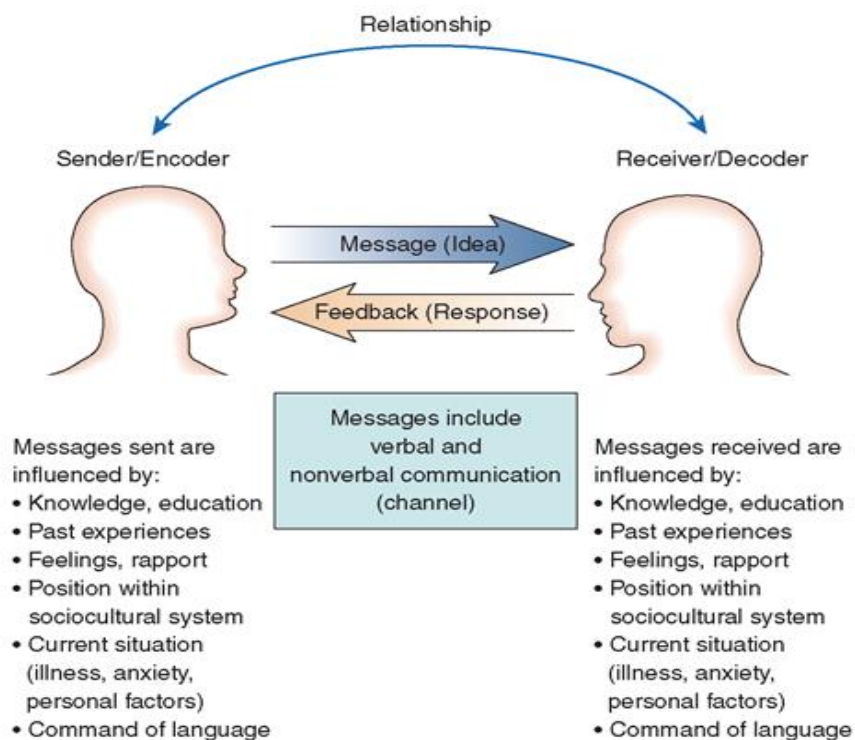 Relationship
Sender/Encoder
Receiver/Decoder
Message (Idea)
Feedback (Response)
Messages include
verbal and
nonverbal communication
(channel)
Messages sent are
influenced by:
• Knowledge, education
• Past experiences
• Feelings, rapport
• Position within
sociocultural system
• Current situation
(illness, anxiety,
personal factors)
• Command of language
Messages received are
influenced by:
• Knowledge, education
• Past experiences
• Feelings, rapport
• Position within
sociocultural system
• Current situation
(illness, anxiety,
personal factors)
• Command of language